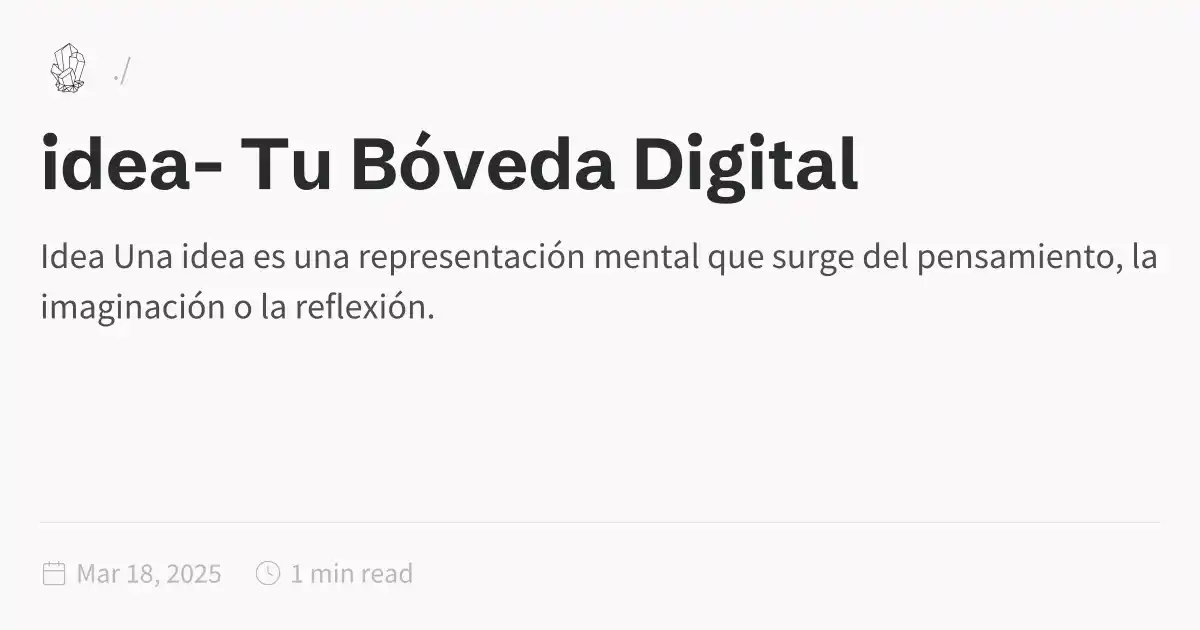 ./
idea- Tu Bóveda Digital
Idea Una idea es una representación mental que surge del pensamiento, la
imaginación o la reflexión.
Mar 18, 2025 1 min read